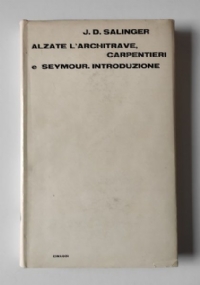 J. D. SALINGER
ALZATE L'ARCHITRAVE,
CARPENTIERI
e SEYMOUR. INTRODUZIONE
EINAUDI